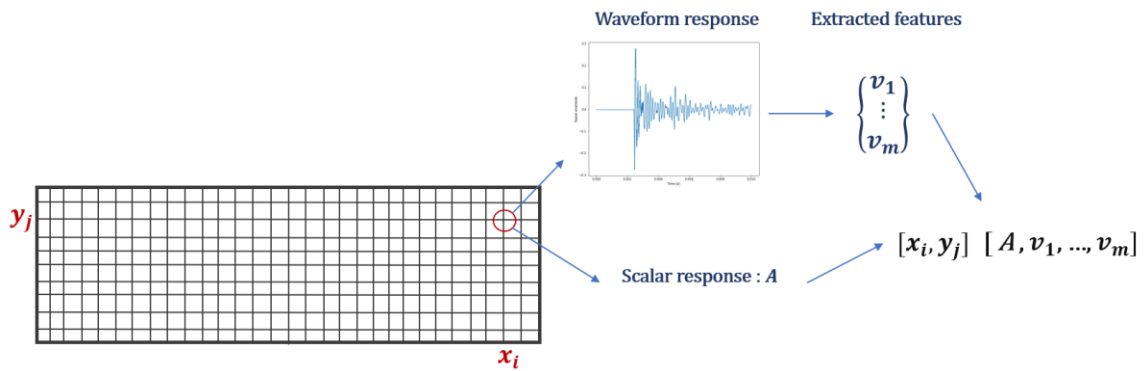 Waveform response
Extracted features
v₁
⋮
vₘ
yⱼ
[xᵢ, yⱼ] [ A, v₁, ..., vₘ]
Scalar response : A
xᵢ